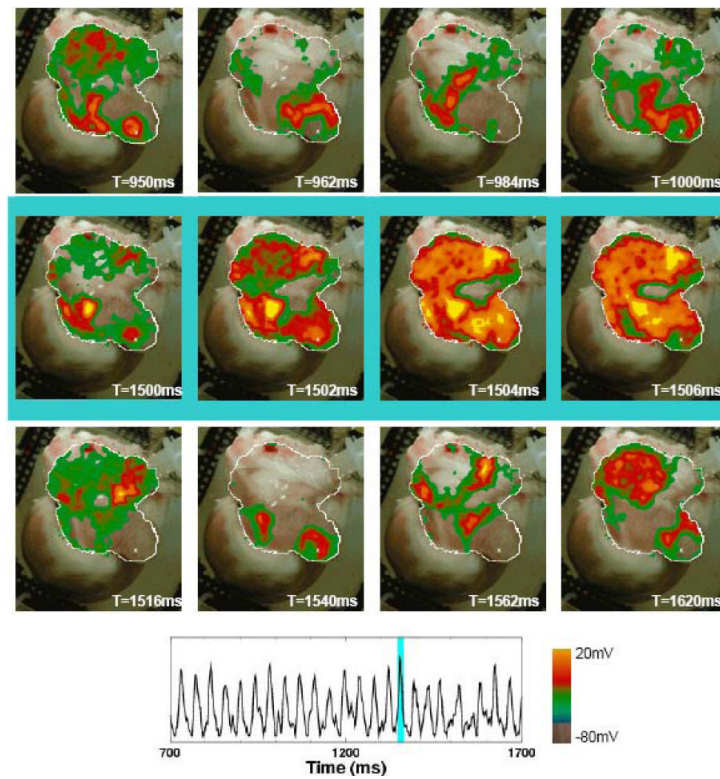 T=950ms
T=962ms
T=984ms
T=1000ms
T=1500ms
T=1502ms
T=1504ms
T=1506ms
T=1516ms
T=1540ms
T=1562ms
T=1620ms
20mV
-80mV
700
1200
1700
Time (ms)